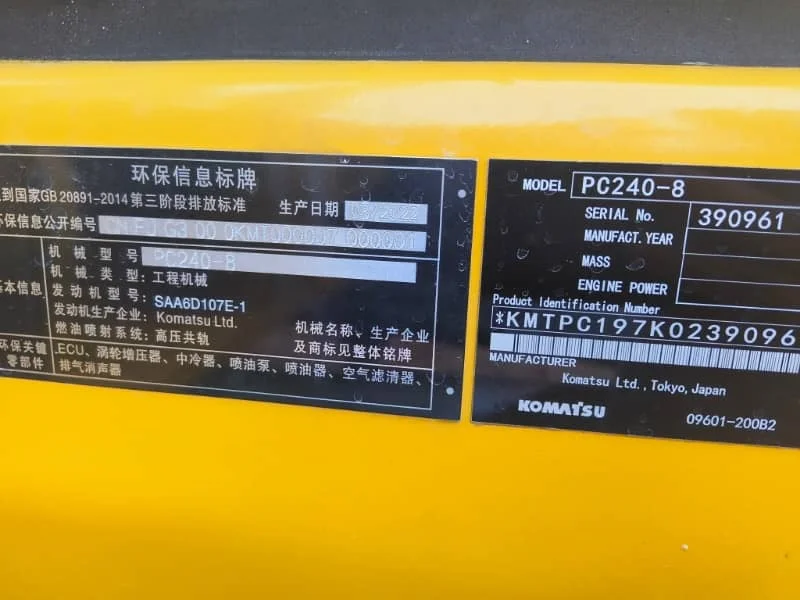 环保信息标牌
到国家GB 20891-2014 第三阶段排放标准 生产日期 03/2022
环保信息公开编号
基本信息
机 械 型 号: PC240-8
机 械 类 型: 工程机械
发动机型号: SAA6D107E-1
发动机生产企业: Komatsu Ltd.
燃油喷射系统: 高压共轨
机械名称、生产企业
及商标见整体铭牌
环保关键
零部件
.ECU、涡轮增压器、中冷器、喷油泵、喷油器、空气滤清器、
排气消声器
MODEL PC240-8
SERIAL No. 390961
MANUFACT. YEAR
MASS
ENGINE POWER
Product Identification Number
*KMTPC197K0239096
MANUFACTURER
Komatsu Ltd., Tokyo, Japan
KOMATSU
09601-200B2